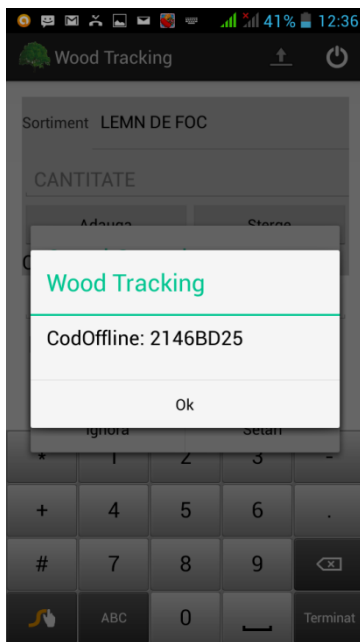 41% 12:36
Wood Tracking
Sortiment LEMN DE FOC
CANTITATE
Adauga Sterge
Wood Tracking
CodOffline: 2146BD25
Ok
Ignora Setari
* 1 2 3 -
+ 4 5 6 .
# 7 8 9
ABC 0 Terminat